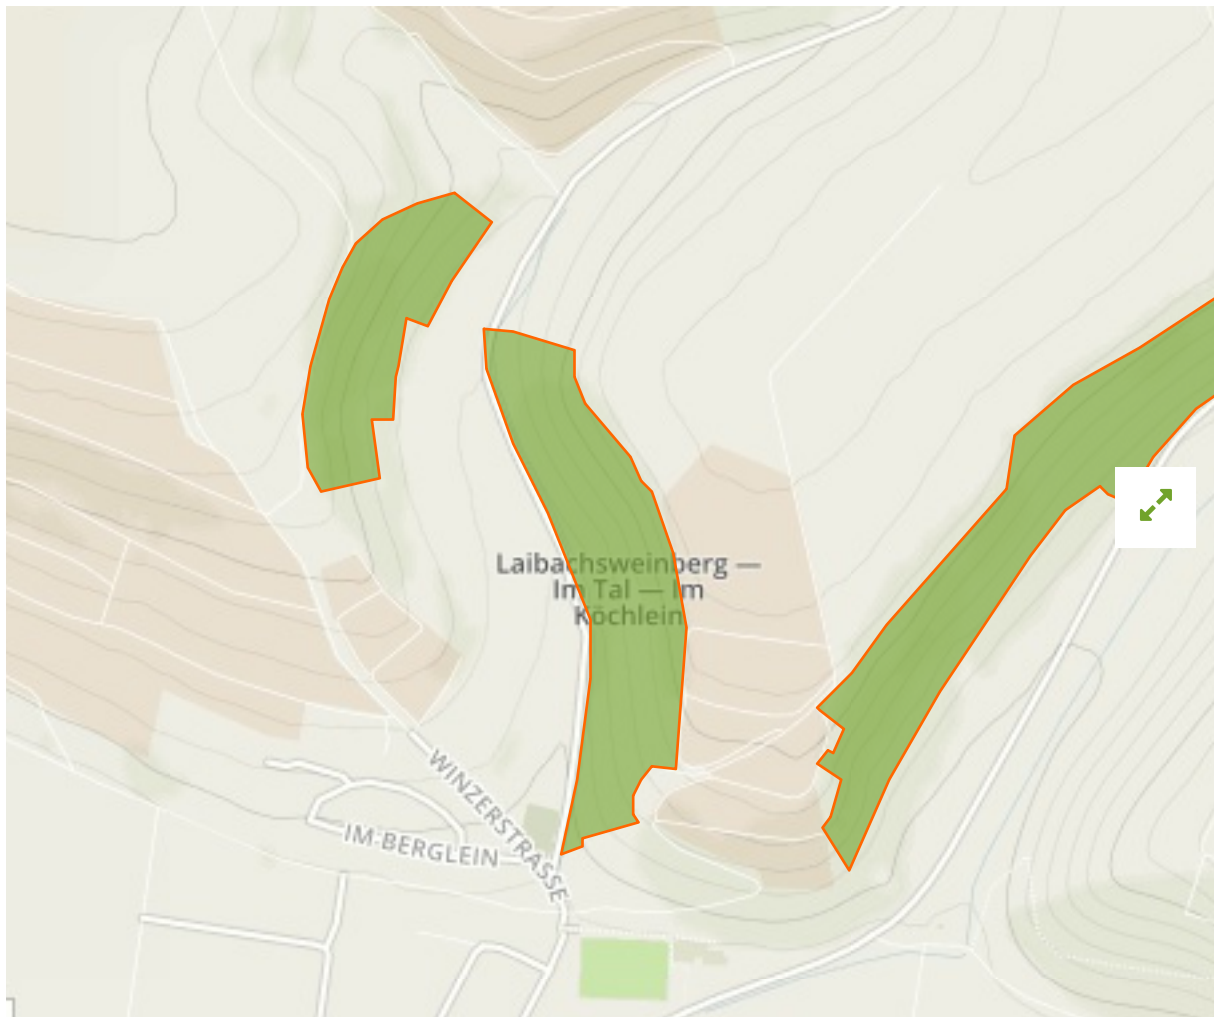 Laibachsweinberg —
Im Tal — Im
Köchlein
WINZERSTRASSE
IM-BERGLEIN